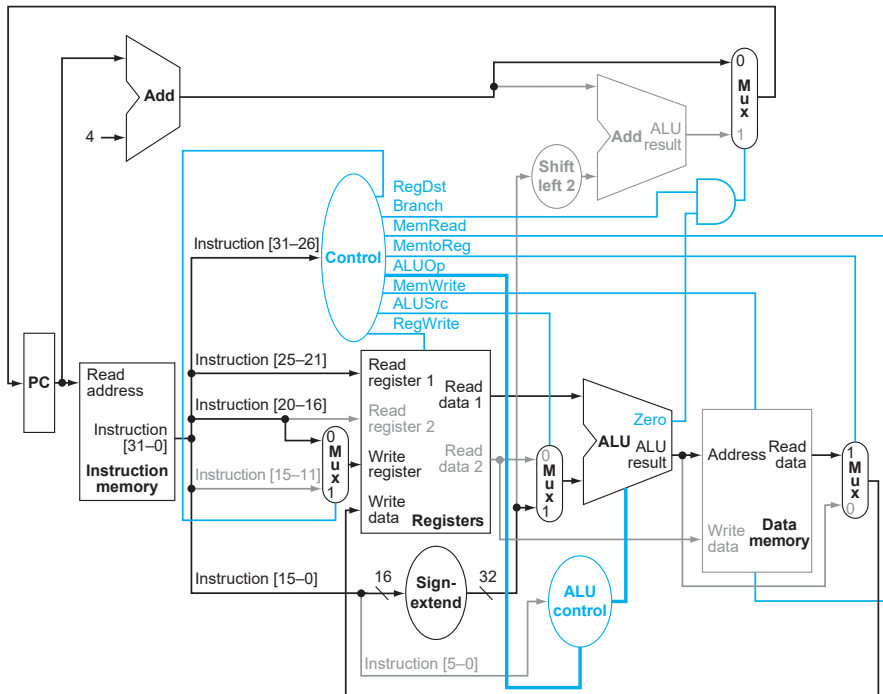 Add
4
0
Mux
1
Add
ALU
result
Shift
left 2
RegDst
Branch
MemRead
MemtoReg
ALUOp
MemWrite
ALUSrc
RegWrite
Control
Instruction [31–26]
PC
Read
address
Instruction
[31–0]
Instruction
memory
Instruction [25–21]
Instruction [20–16]
Instruction [15–11]
0
Mux
1
Read
register 1
Read
register 2
Write
register
Write
data
Read
data 1
Read
data 2
Registers
0
Mux
1
Zero
ALU
ALU
result
Address
Read
data
Write
data
Data
memory
1
Mux
0
Instruction [15–0]
16
Sign-
extend
32
ALU
control
Instruction [5–0]